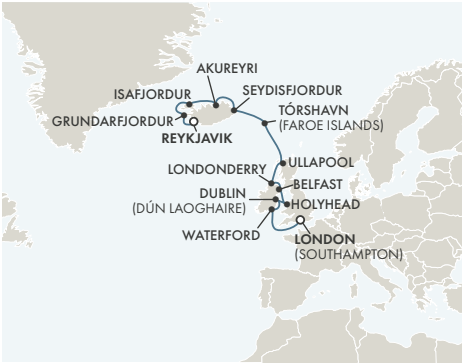 AKUREYRI
ISAFJORDUR
SEYDISFJORDUR
GRUNDARFJORDUR
TÓRSHAVN
(FAROE ISLANDS)
REYKJAVIK
ULLAPOOL
LONDONDERRY
BELFAST
DUBLIN
(DÚN LAOGHAIRE)
HOLYHEAD
WATERFORD
LONDON
(SOUTHAMPTON)